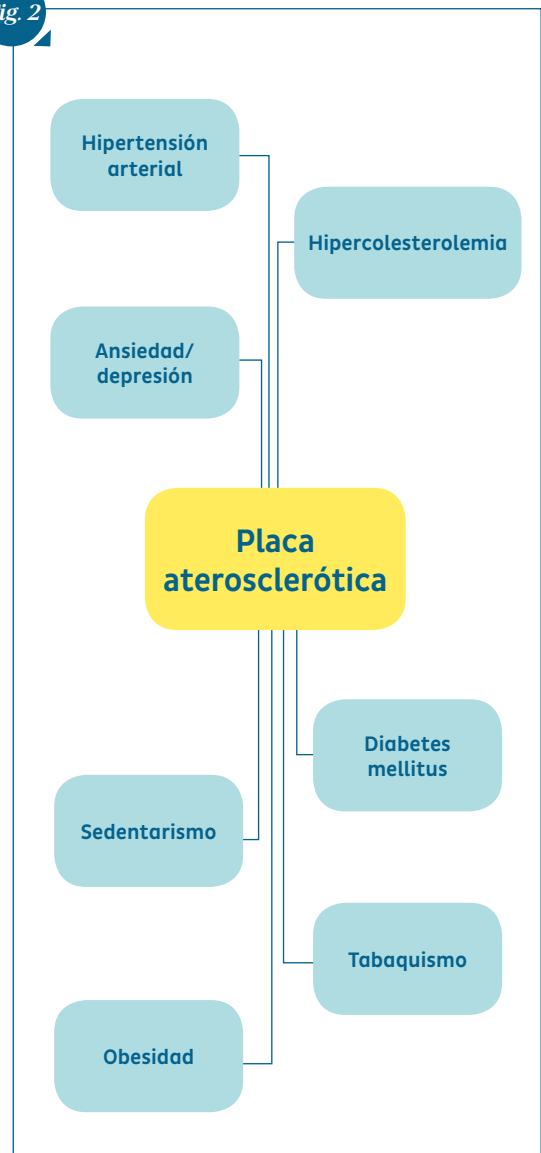 ig. 2
Hipertensión
arterial
Hipercolesterolemia
Ansiedad/
depresión
Placa
aterosclerótica
Diabetes
mellitus
Sedentarismo
Tabaquismo
Obesidad